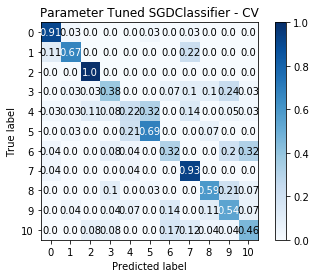 Parameter Tuned SGDClassifier - CV
True label
0 0.91 0.03 0.0 0.03 0.0 0.0 0.0 0.03 0.0 0.0 0.0
1 0.11 0.67 0.0 0.0 0.0 0.0 0.0 0.22 0.0 0.0 0.0
2 0.0 0.0 1.0 0.0 0.0 0.0 0.0 0.0 0.0 0.0 0.0
3 0.0 0.03 0.03 0.38 0.0 0.0 0.07 0.1 0.1 0.24 0.03
4 0.03 0.03 0.11 0.08 0.22 0.32 0.0 0.14 0.0 0.05 0.03
5 0.0 0.03 0.0 0.0 0.21 0.69 0.0 0.0 0.07 0.0 0.0
6 0.04 0.0 0.0 0.08 0.04 0.0 0.32 0.0 0.0 0.2 0.32
7 0.04 0.0 0.0 0.04 0.0 0.0 0.0 0.93 0.0 0.0 0.0
8 0.0 0.0 0.0 0.1 0.0 0.03 0.0 0.0 0.59 0.21 0.07
9 0.0 0.04 0.0 0.04 0.07 0.0 0.14 0.0 0.11 0.54 0.07
10 0.0 0.0 0.08 0.08 0.0 0.0 0.17 0.12 0.04 0.04 0.46
0 1 2 3 4 5 6 7 8 9 10
Predicted label
1.0
0.8
0.6
0.4
0.2
0.0